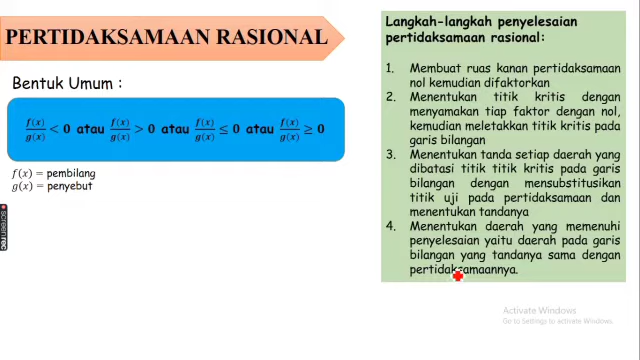 PERTIDAKSAMAAN RASIONAL
Bentuk Umum :
f(x)/g(x) < 0 atau f(x)/g(x) > 0 atau f(x)/g(x) ≤ 0 atau f(x)/g(x) ≥ 0
f(x) = pembilang
g(x) = penyebut
Langkah-langkah penyelesaian
pertidaksamaan rasional :
1. Membuat ruas kanan pertidaksamaan
nol kemudian difaktorkan
2. Menentukan titik kritis dengan
menyamakan tiap faktor dengan nol,
kemudian meletakkan titik kritis pada
garis bilangan
3. Menentukan tanda setiap daerah yang
dibatasi titik titik kritis pada garis
bilangan dengan mensubstitusikan
titik uji pada pertidaksamaan dan
menentukan tandanya
4. Menentukan daerah yang memenuhi
penyelesaian yaitu daerah pada garis
bilangan yang tandanya sama dengan
pertidaksamaannya.
screenrec
Activate Windows
Go to Settings to activate Windows.